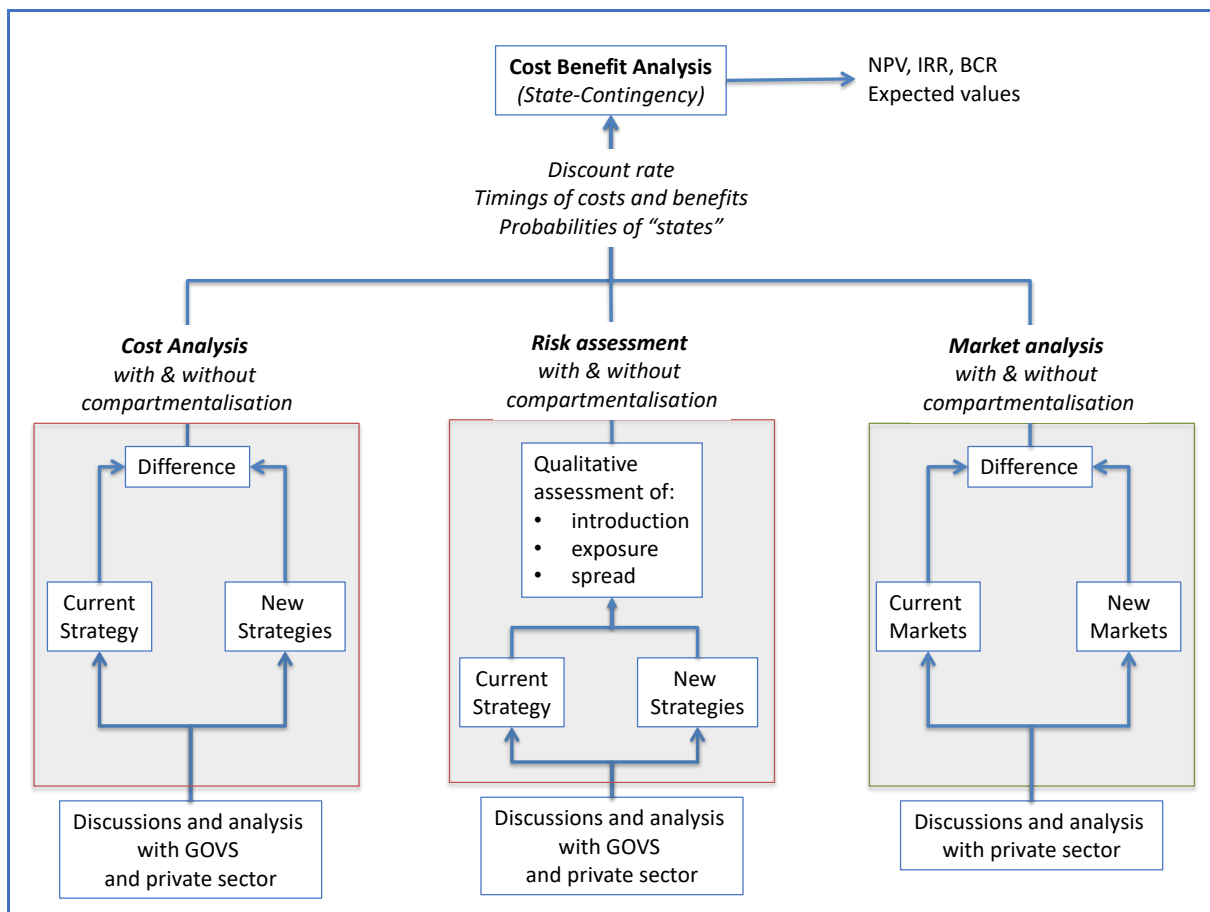 Cost Benefit Analysis
(State-Contingency)
NPV, IRR, BCR
Expected values
Discount rate
Timings of costs and benefits
Probabilities of “states”
Cost Analysis
with & without
compartmentalisation
Difference
Current
Strategy
New
Strategies
Discussions and analysis
with GOVS
and private sector
Risk assessment
with & without
compartmentalisation
Qualitative
assessment of:
• introduction
• exposure
• spread
Current
Strategy
New
Strategies
Discussions and analysis
with GOVS
and private sector
Market analysis
with & without
compartmentalisation
Difference
Current
Markets
New
Markets
Discussions and analysis
with private sector